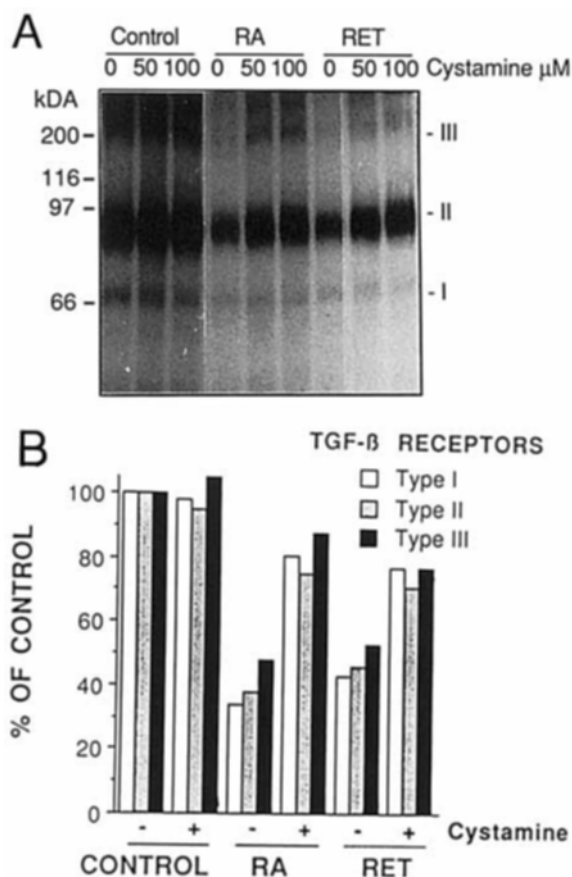 A
Control RA RET
0 50 100 0 50 100 0 50 100 Cystamine μM
kDA
200 - - III
116 -
97 - - II
66 - - I
B
TGF-ß RECEPTORS
Type I
Type II
Type III
% OF CONTROL
100
80
60
40
20
0
- + - + - + Cystamine
CONTROL RA RET